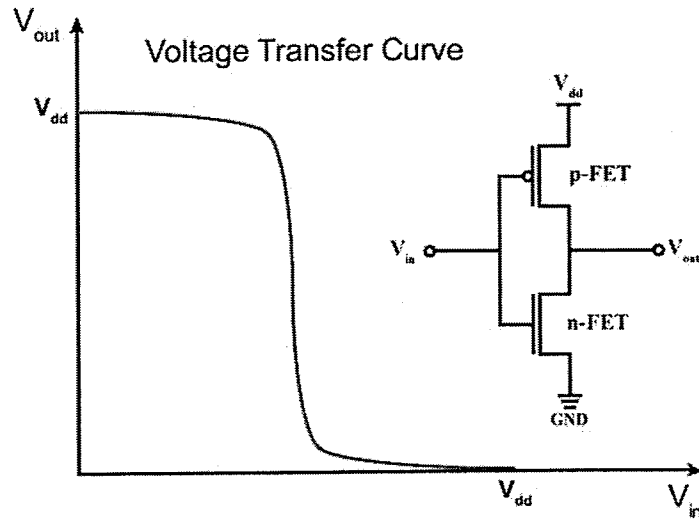 Vout
Voltage Transfer Curve
Vdd
Vdd
p-FET
Vin
Vout
n-FET
GND
Vdd
Vin